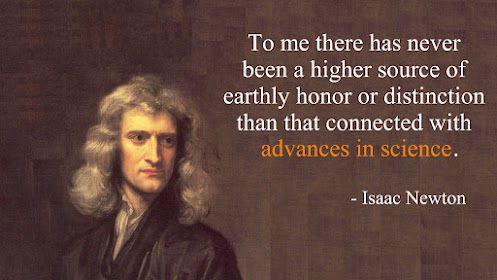 To me there has never
been a higher source of
earthly honor or distinction
than that connected with
advances in science.
- Isaac Newton